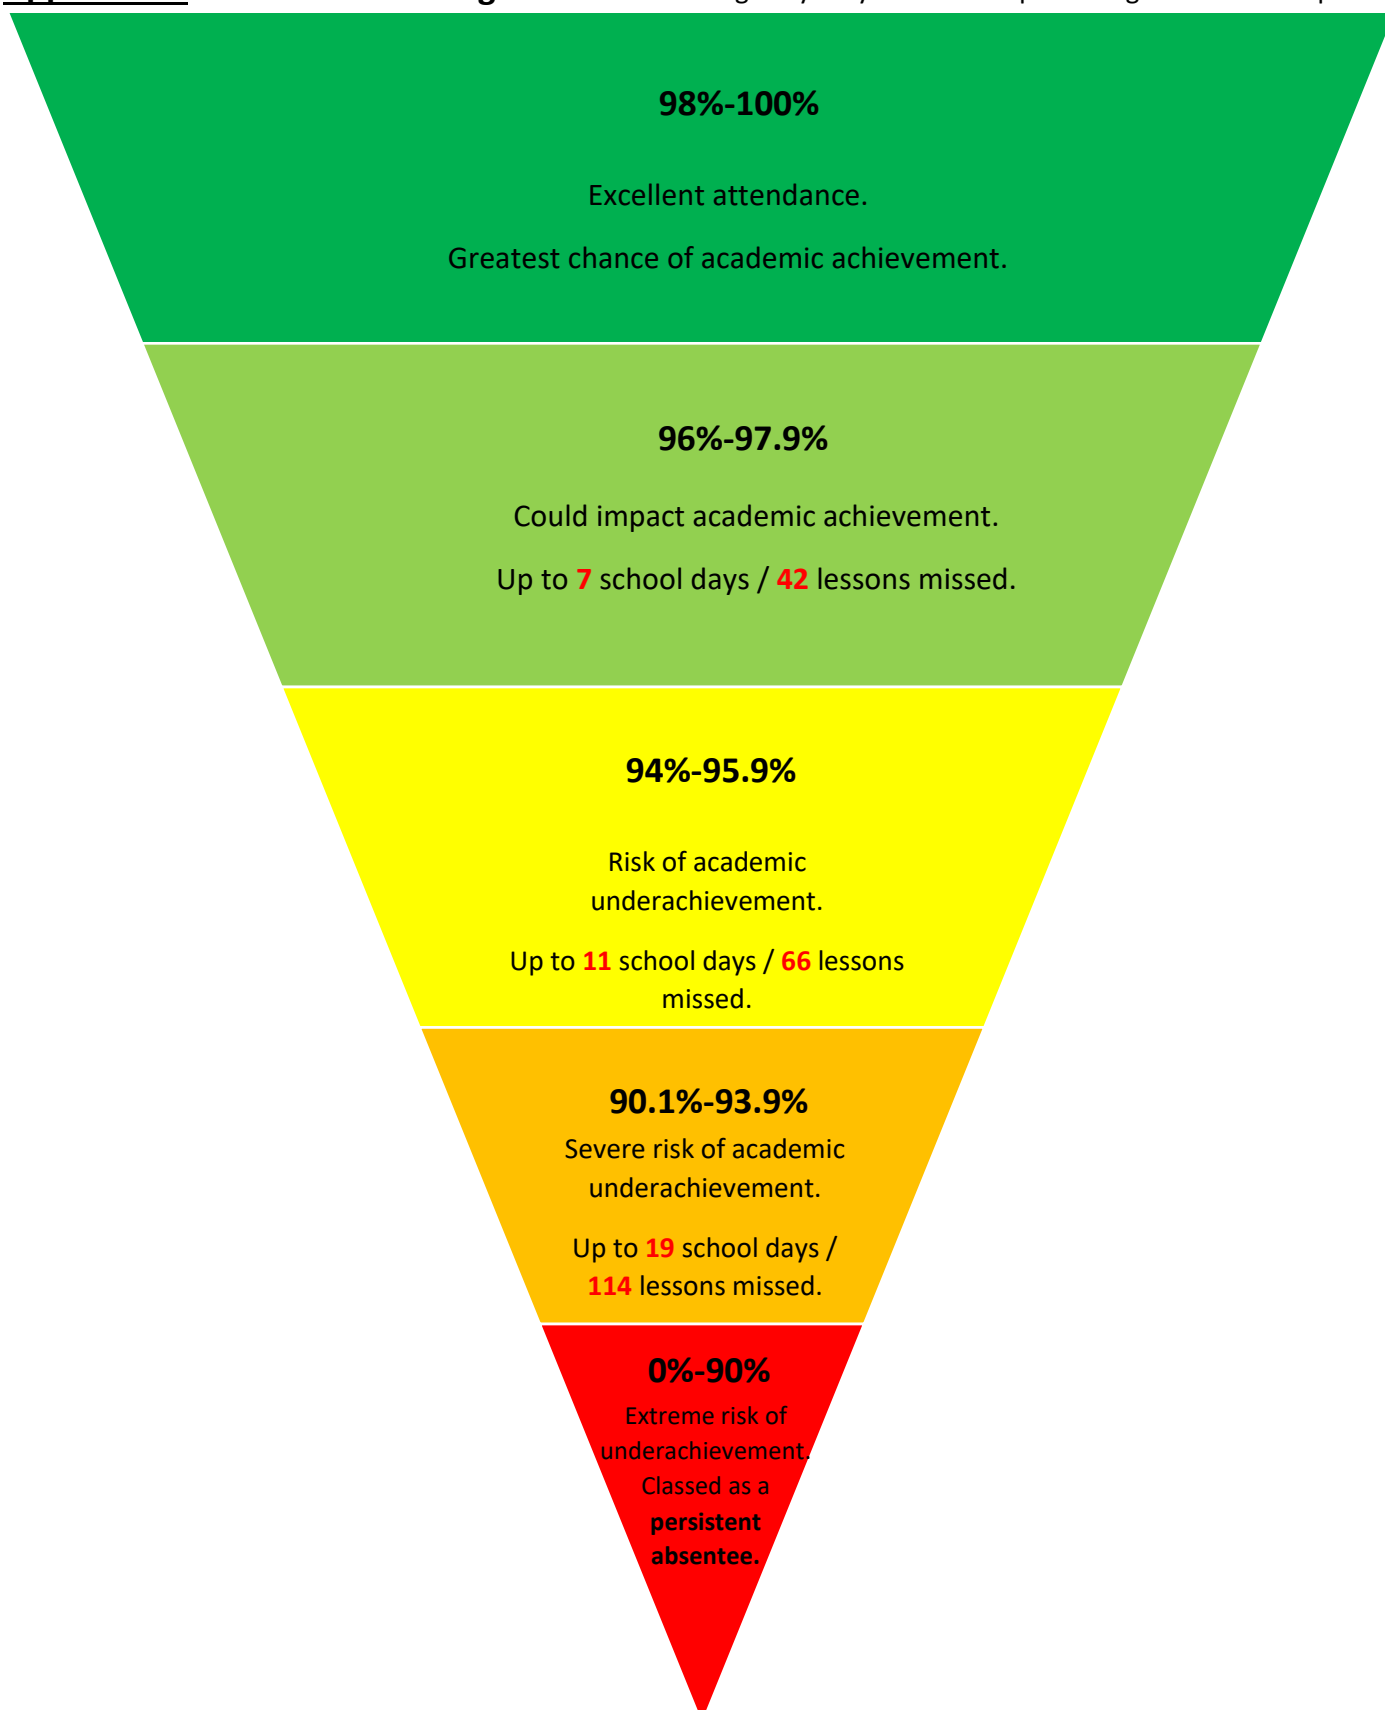 98%-100%
Excellent attendance.
Greatest chance of academic achievement.
96%-97.9%
Could impact academic achievement.
Up to 7 school days / 42 lessons missed.
94%-95.9%
Risk of academic
underachievement.
Up to 11 school days / 66 lessons
missed.
90.1%-93.9%
Severe risk of academic
underachievement.
Up to 19 school days /
114 lessons missed.
0%-90%
Extreme risk of
underachievement.
Classed as a
persistent
absentee.